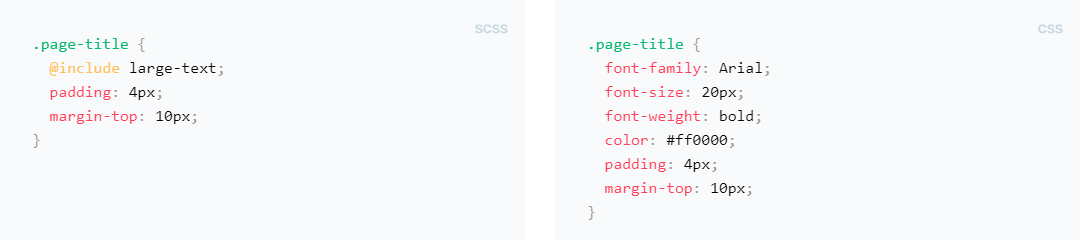 SCSS
.page-title {
  @include large-text;
  padding: 4px;
  margin-top: 10px;
}
CSS
.page-title {
  font-family: Arial;
  font-size: 20px;
  font-weight: bold;
  color: #ff0000;
  padding: 4px;
  margin-top: 10px;
}